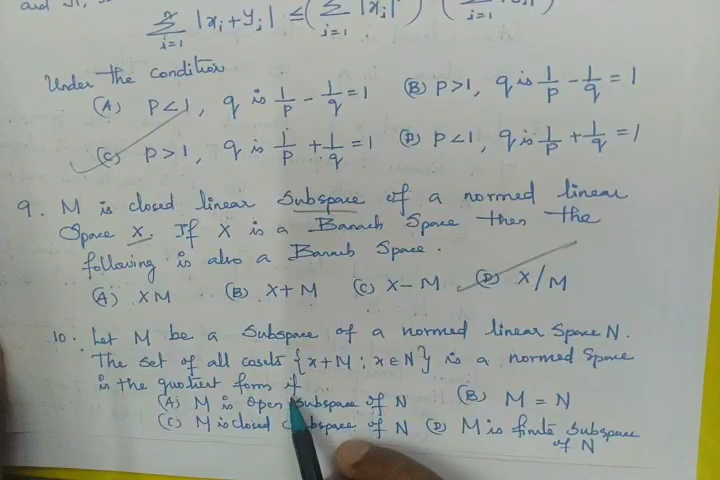 ∑ i=1 |xi + yi| ≤ (∑ i=1 |xi|
Under the condition
(A) P<1, q is 1/p - 1/q = 1 (B) P>1, q is 1/p - 1/q = 1
(C) P>1, q is 1/p + 1/q = 1 (D) P<1, q is 1/p + 1/q = 1
9. M is closed linear Subspace of a normed linear
Space X. If X is a Banach Space then the
following is also a Banach Space.
(A) XM (B) X+M (C) X-M (D) X/M
10. Let M be a Subspace of a normed linear Space N.
The set of all cosets {x+M; x∈N} is a normed Space
in the quotient form if
(A) M is open Subspace of N (B) M = N
(C) M is closed subspace of N (D) M is finite Subspace
of N